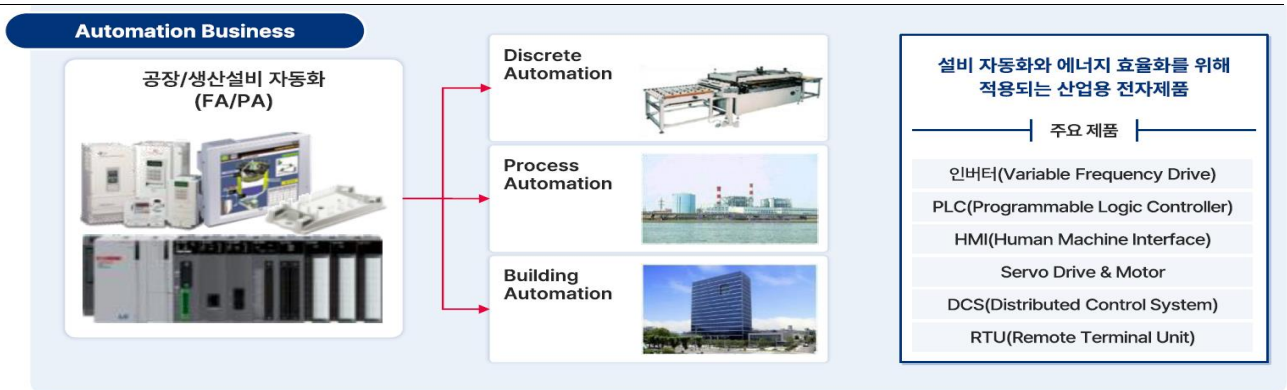 Automation Business
공장/생산설비 자동화
(FA/PA)
Discrete
Automation
Process
Automation
Building
Automation
설비 자동화와 에너지 효율화를 위해
적용되는 산업용 전자제품
주요 제품
인버터(Variable Frequency Drive)
PLC(Programmable Logic Controller)
HMI(Human Machine Interface)
Servo Drive & Motor
DCS(Distributed Control System)
RTU(Remote Terminal Unit)